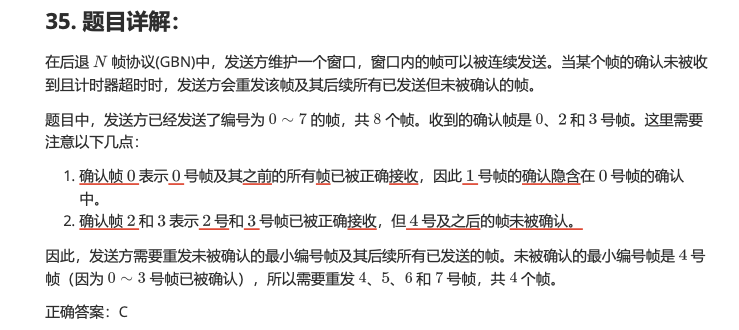 35. 题目详解：
在后退 N 帧协议(GBN)中，发送方维护一个窗口，窗口内的帧可以被连续发送。当某个帧的确认未被收
到且计时器超时时，发送方会重发该帧及其后续所有已发送但未被确认的帧。
题目中，发送方已经发送了编号为 0 ∼ 7 的帧，共 8 个帧。收到的确认帧是 0、2 和 3 号帧。这里需要
注意以下几点：
1. 确认帧 0 表示 0 号帧及其之前的所有帧已被正确接收，因此 1 号帧的确认隐含在 0 号帧的确认
中。
2. 确认帧 2 和 3 表示 2 号和 3 号帧已被正确接收，但 4 号及之后的帧未被确认。
因此，发送方需要重发未被确认的最小编号帧及其后续所有已发送的帧。未被确认的最小编号帧是 4 号
帧（因为 0 ∼ 3 号帧已被确认），所以需要重发 4、5、6 和 7 号帧，共 4 个帧。
正确答案：C